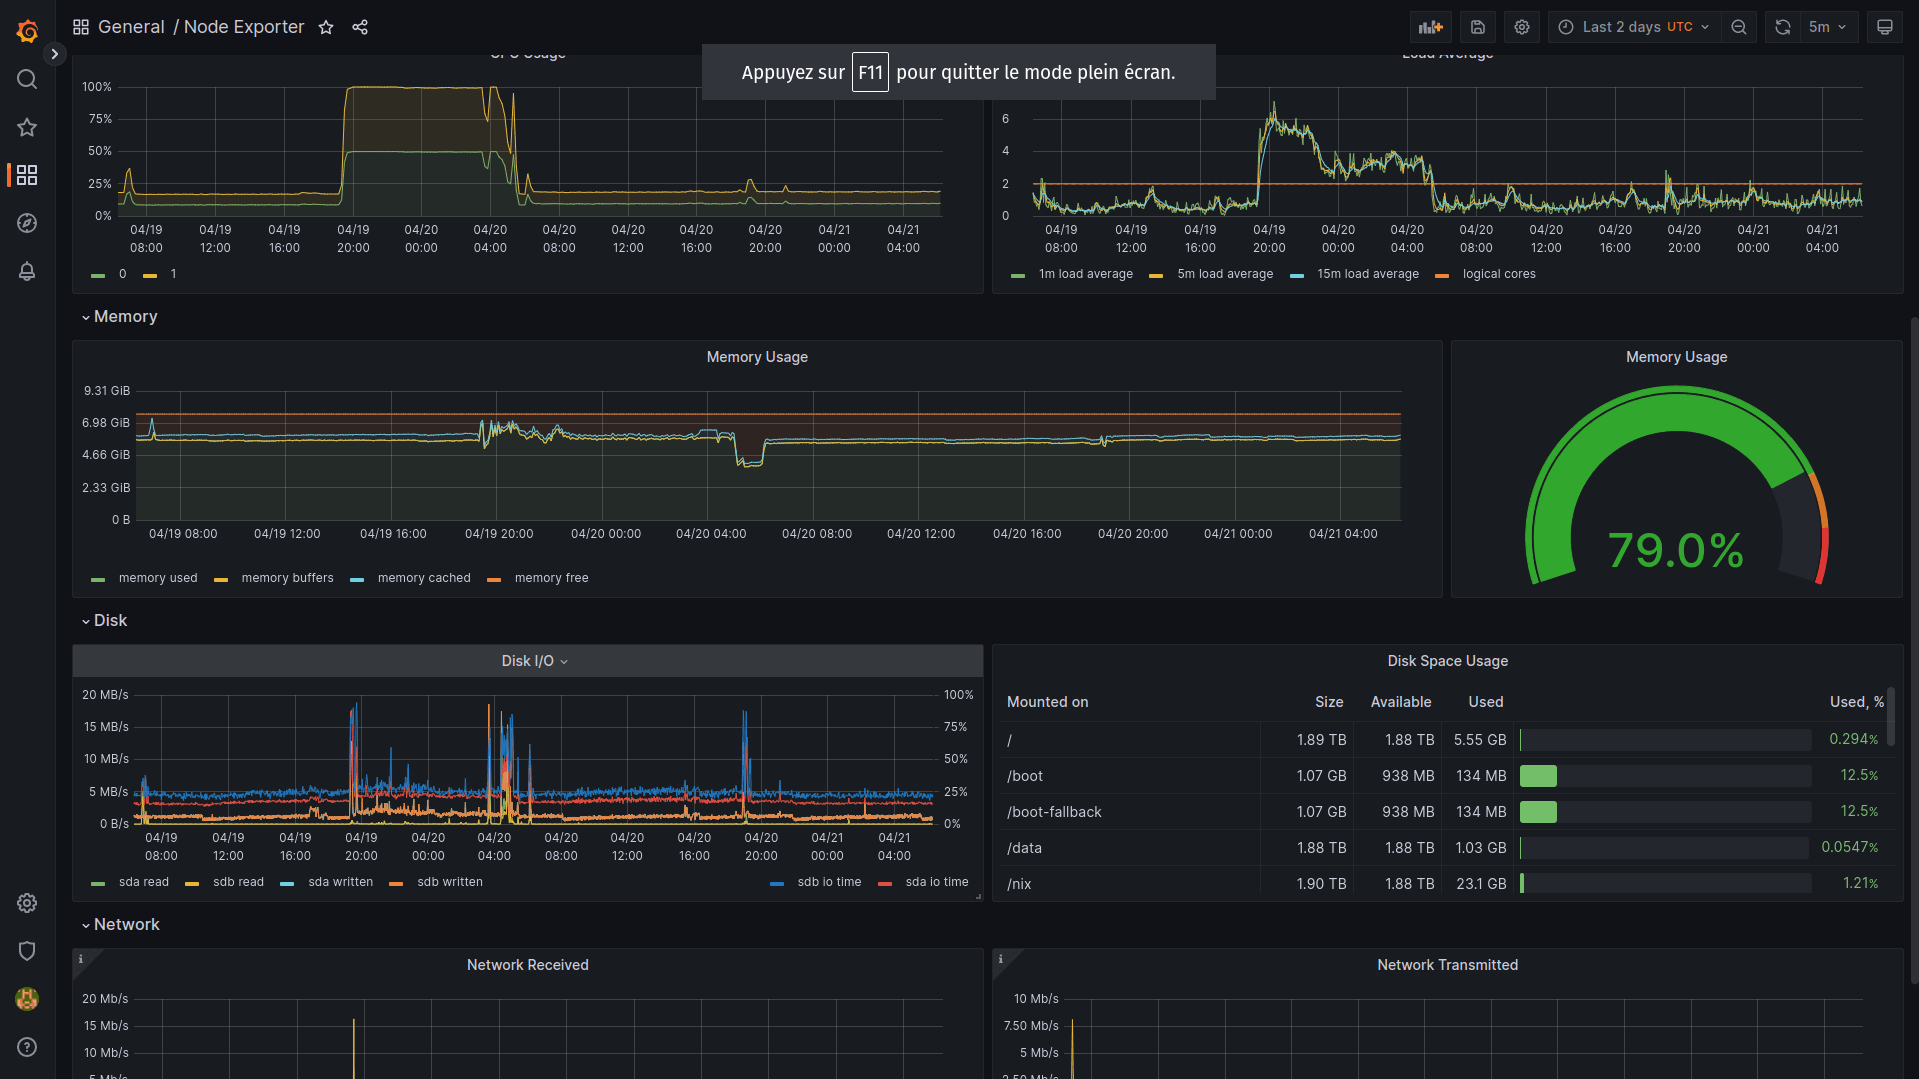 General / Node Exporter
Last 2 days UTC
5m
Appuyez sur F11 pour quitter le mode plein écran.
CPU Usage
100%
75%
50%
25%
0%
04/19 08:00
04/19 12:00
04/19 16:00
04/19 20:00
04/20 00:00
04/20 04:00
04/20 08:00
04/20 12:00
04/20 16:00
04/20 20:00
04/21 00:00
04/21 04:00
0
1
Load Average
6
4
2
0
04/19 08:00
04/19 12:00
04/19 16:00
04/19 20:00
04/20 00:00
04/20 04:00
04/20 08:00
04/20 12:00
04/20 16:00
04/20 20:00
04/21 00:00
04/21 04:00
1m load average
5m load average
15m load average
logical cores
Memory
Memory Usage
9.31 GiB
6.98 GiB
4.66 GiB
2.33 GiB
0 B
04/19 08:00
04/19 12:00
04/19 16:00
04/19 20:00
04/20 00:00
04/20 04:00
04/20 08:00
04/20 12:00
04/20 16:00
04/20 20:00
04/21 00:00
04/21 04:00
memory used
memory buffers
memory cached
memory free
Memory Usage
79.0%
Disk
Disk I/O
20 MB/s
15 MB/s
10 MB/s
5 MB/s
0 B/s
100%
75%
50%
25%
0%
04/19 08:00
04/19 12:00
04/19 16:00
04/19 20:00
04/20 00:00
04/20 04:00
04/20 08:00
04/20 12:00
04/20 16:00
04/20 20:00
04/21 00:00
04/21 04:00
sda read
sdb read
sda written
sdb written
sdb io time
sda io time
Disk Space Usage
Mounted on Size Available Used Used, %
/ 1.89 TB 1.88 TB 5.55 GB 0.294%
/boot 1.07 GB 938 MB 134 MB 12.5%
/boot-fallback 1.07 GB 938 MB 134 MB 12.5%
/data 1.88 TB 1.88 TB 1.03 GB 0.0547%
/nix 1.90 TB 1.88 TB 23.1 GB 1.21%
Network
Network Received
20 Mb/s
15 Mb/s
10 Mb/s
5 Mb/s
Network Transmitted
10 Mb/s
7.50 Mb/s
5 Mb/s
2.50 Mb/s